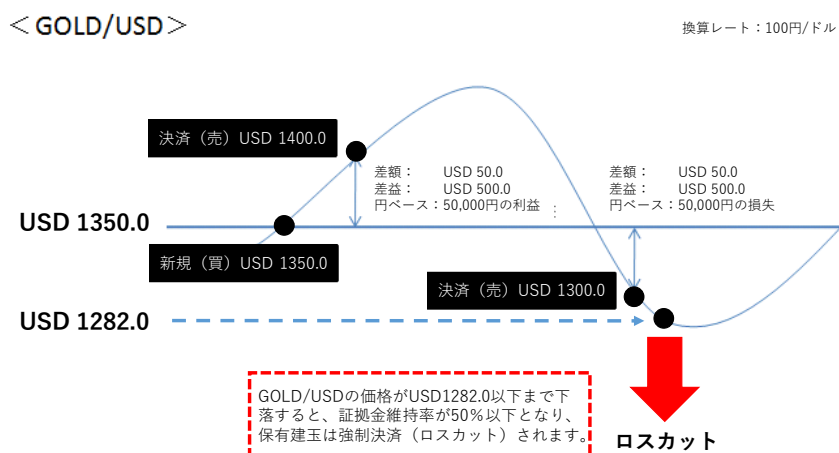 ＜GOLD/USD＞
換算レート：100円/ドル
決済（売）USD 1400.0
差額： USD 50.0
差益： USD 500.0
円ベース：50,000円の利益
差額： USD 50.0
差益： USD 500.0
円ベース：50,000円の損失
USD 1350.0
新規（買）USD 1350.0
決済（売）USD 1300.0
USD 1282.0
GOLD/USDの価格がUSD1282.0以下まで下
落すると、証拠金維持率が50％以下となり、
保有建玉は強制決済（ロスカット）されます。
ロスカット